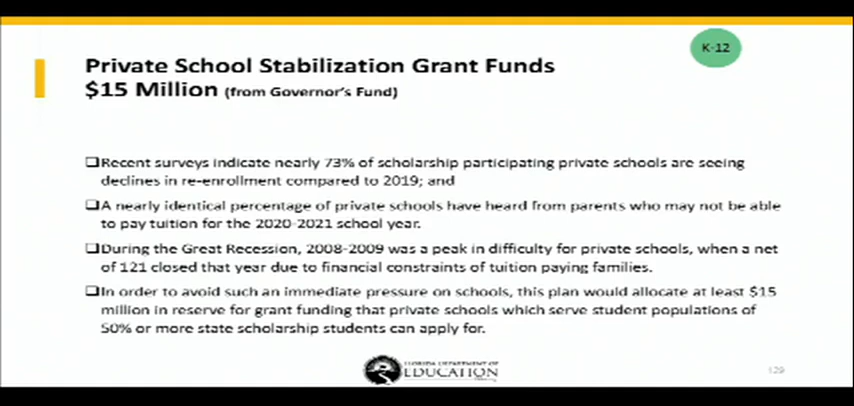 K-12
Private School Stabilization Grant Funds
$15 Million (from Governor's Fund)
❑Recent surveys indicate nearly 73% of scholarship participating private schools are seeing
declines in re-enrollment compared to 2019; and
❑A nearly identical percentage of private schools have heard from parents who may not be able
to pay tuition for the 2020-2021 school year.
❑During the Great Recession, 2008-2009 was a peak in difficulty for private schools, when a net
of 121 closed that year due to financial constraints of tuition paying families.
❑In order to avoid such an immediate pressure on schools, this plan would allocate at least $15
million in reserve for grant funding that private schools which serve student populations of
50% or more state scholarship students can apply for.
FLORIDA DEPARTMENT OF
EDUCATION
129